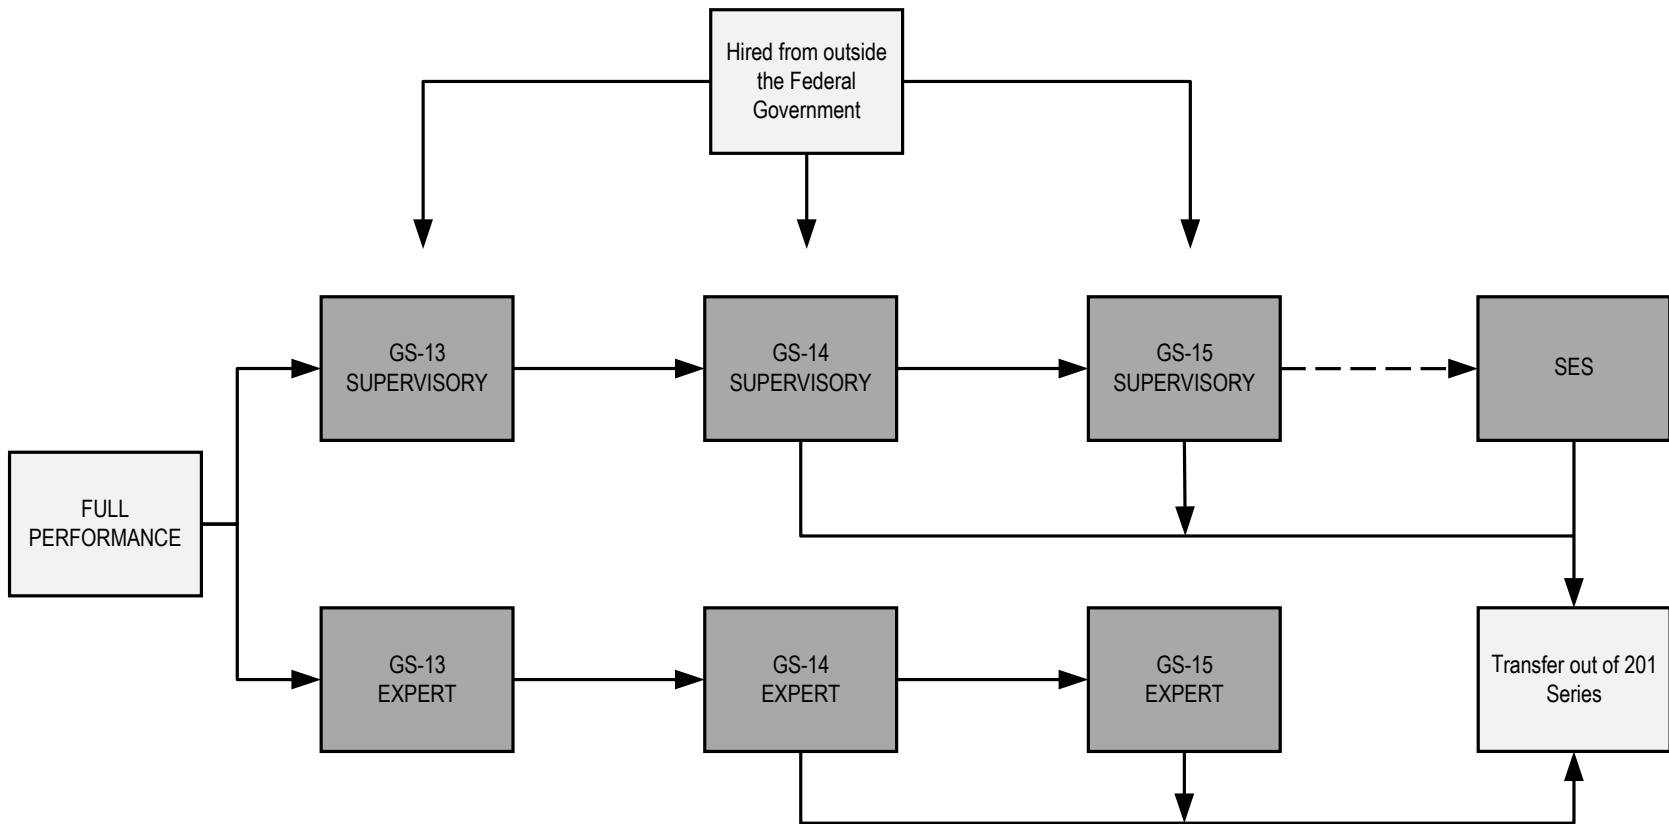 Hired from outside
the Federal
Government
GS-13
SUPERVISORY
GS-14
SUPERVISORY
GS-15
SUPERVISORY
SES
FULL
PERFORMANCE
GS-13
EXPERT
GS-14
EXPERT
GS-15
EXPERT
Transfer out of 201
Series